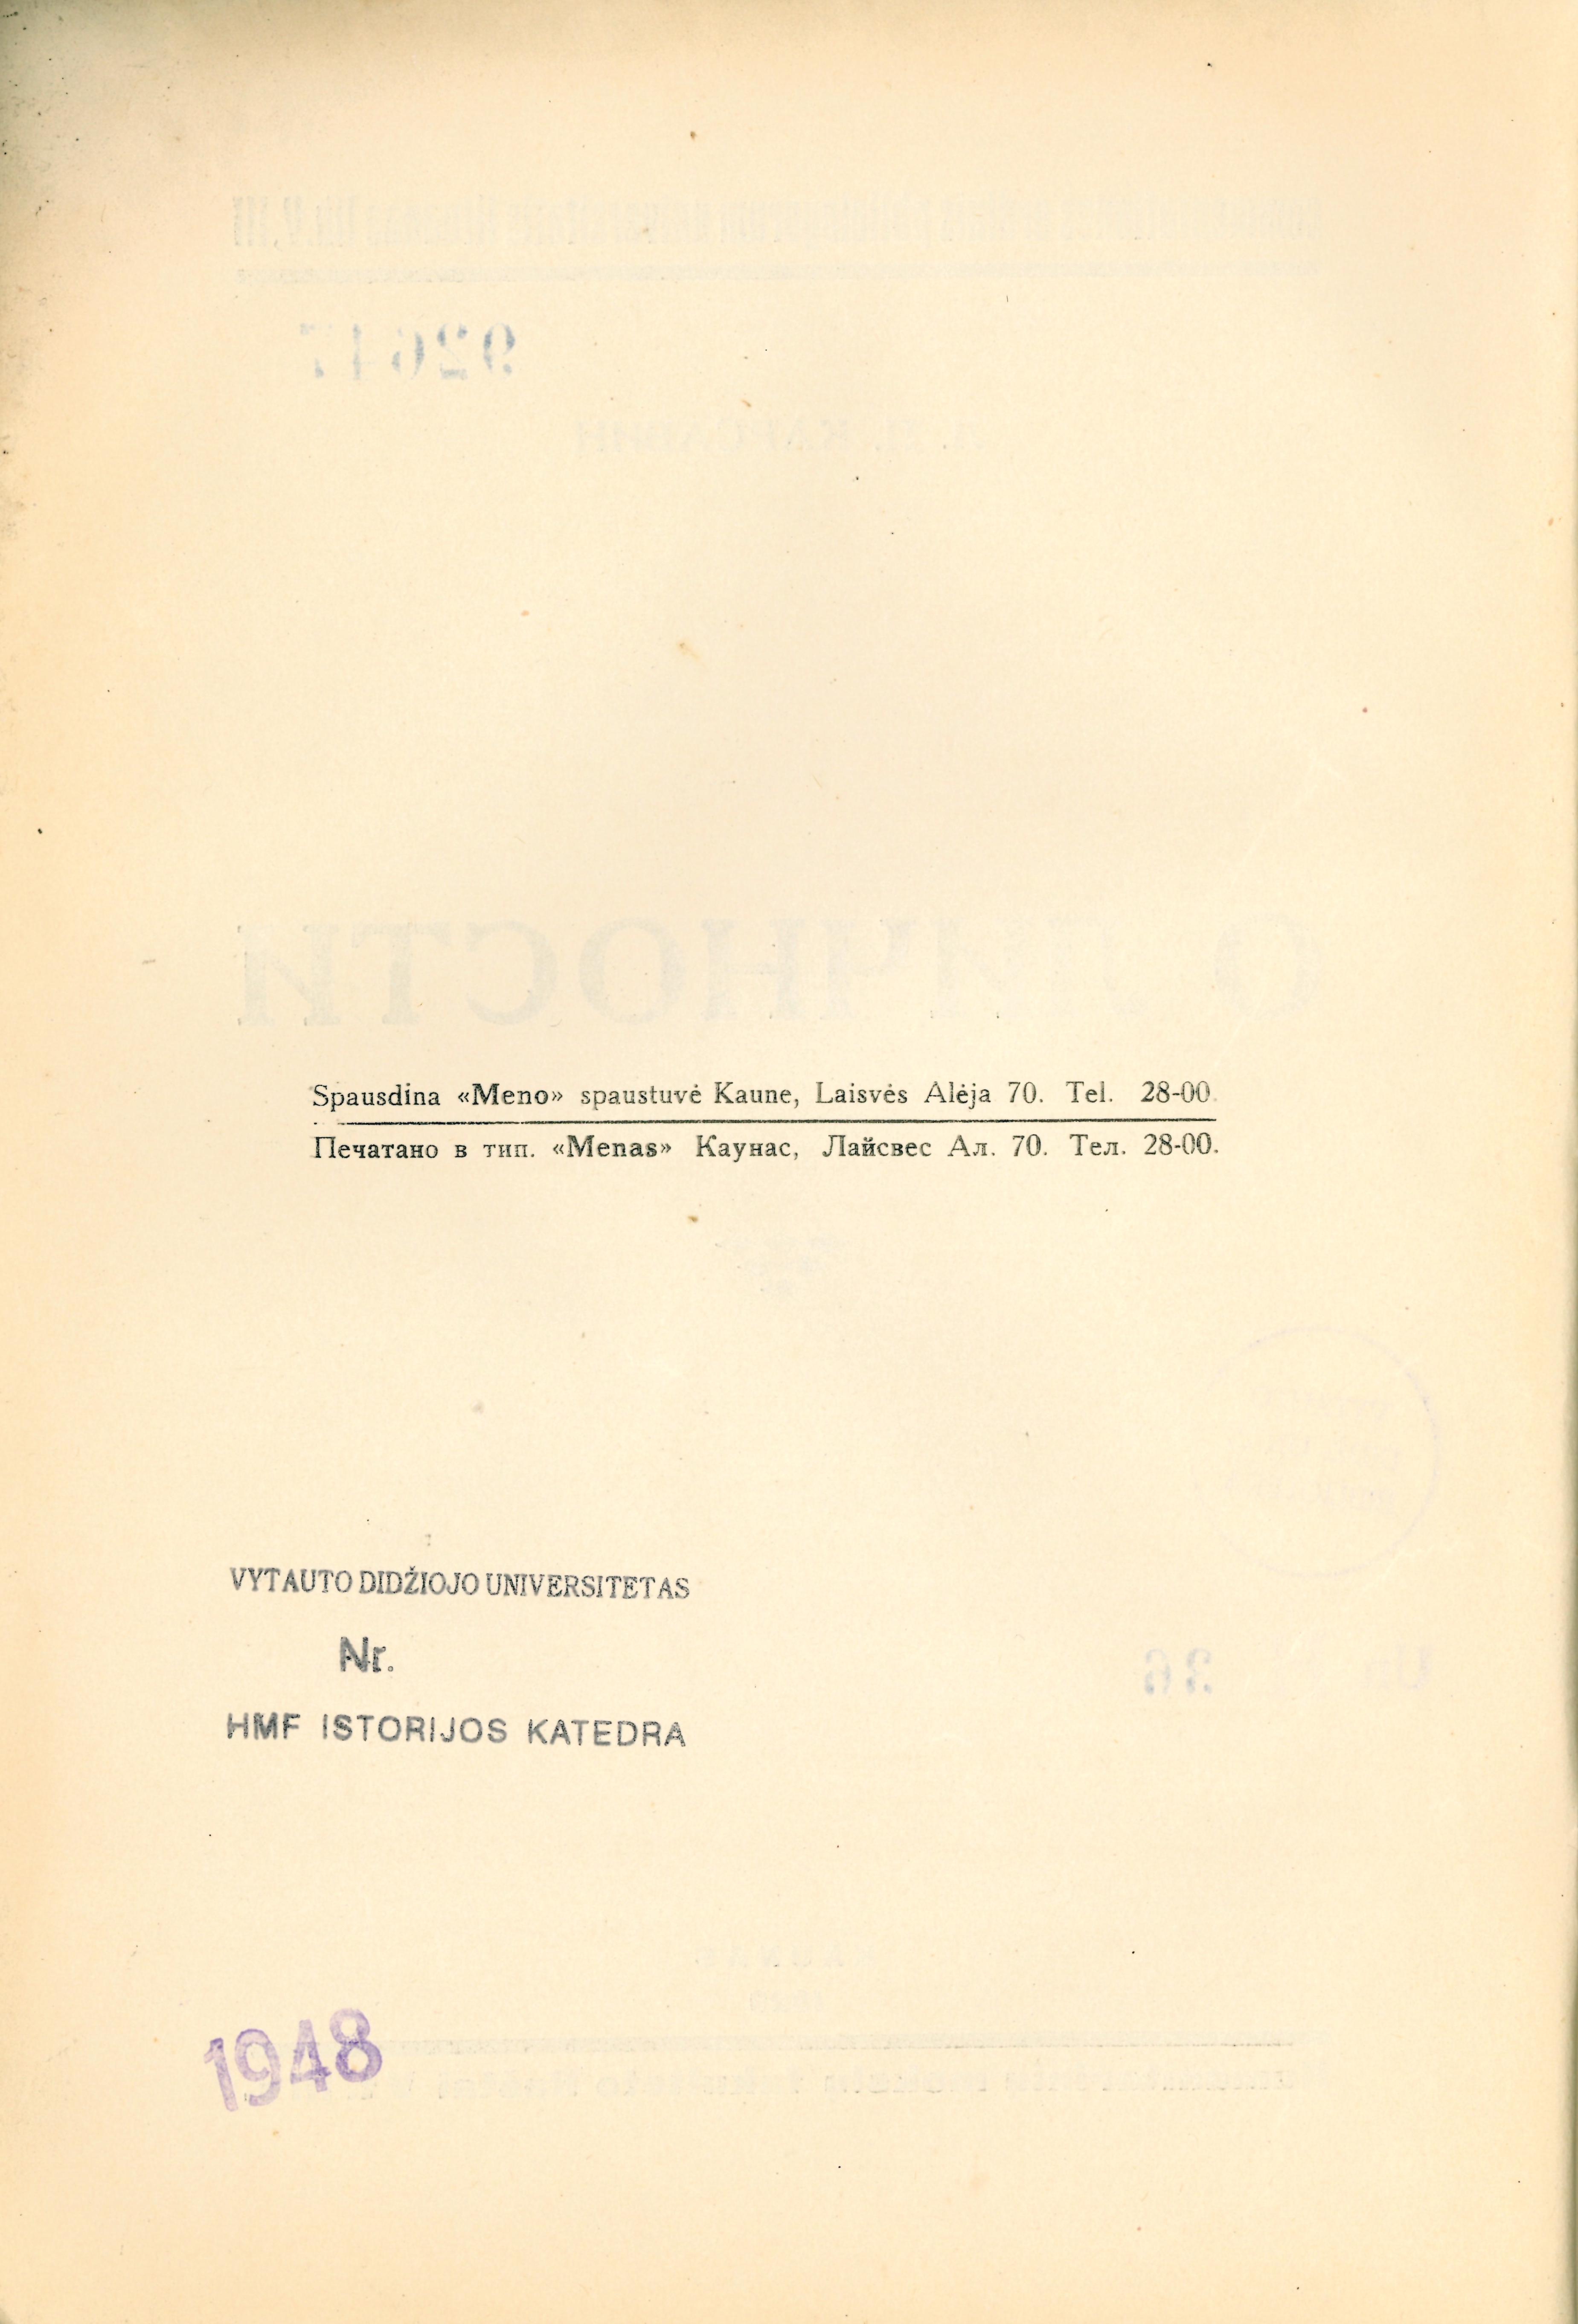 Spausdina «Meno» spaustuvė Kaune, Laisvės Alėja 70. Tel. 28-00.
Печатано в тип. «Menas» Каунас, Лайсвес Ал. 70. Тел. 28-00.
VYTAUTO DIDŽIOJO UNIVERSITETAS
Nr.
HMF ISTORIJOS KATEDRA
1948